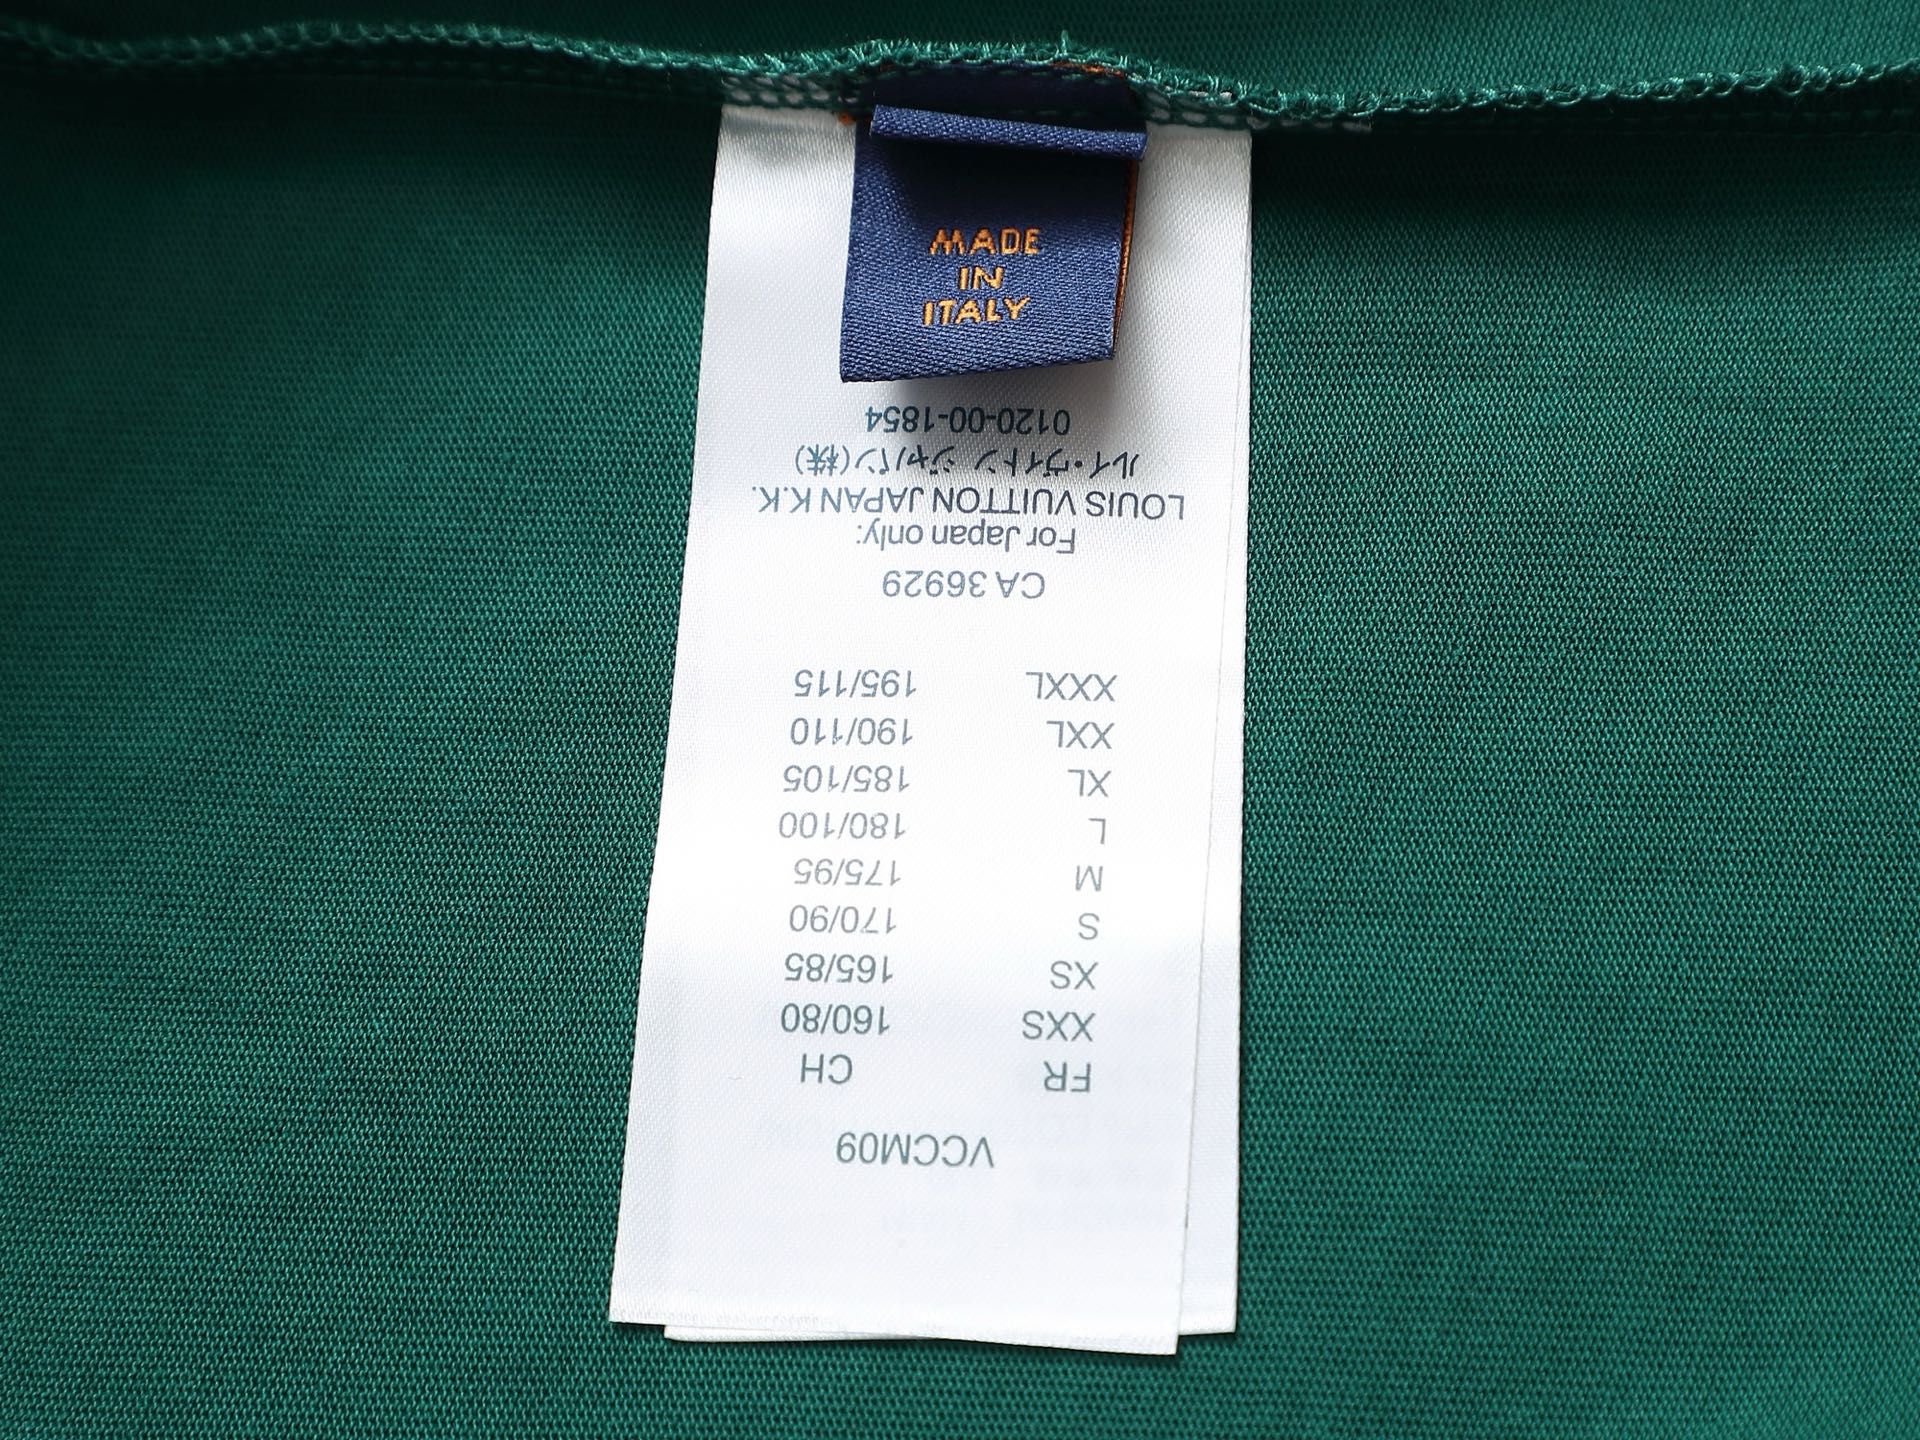 MADE
IN
ITALY
VCCM09
FR CH
XXS 160/80
XS 165/85
S 170/90
M 175/95
L 180/100
XL 185/105
XXL 190/110
XXXL 195/115
CA 36929
For Japan only:
LOUIS VUITTON JAPAN K.K.
ルイ・ヴィトン ジャパン(株)
0120-00-1854